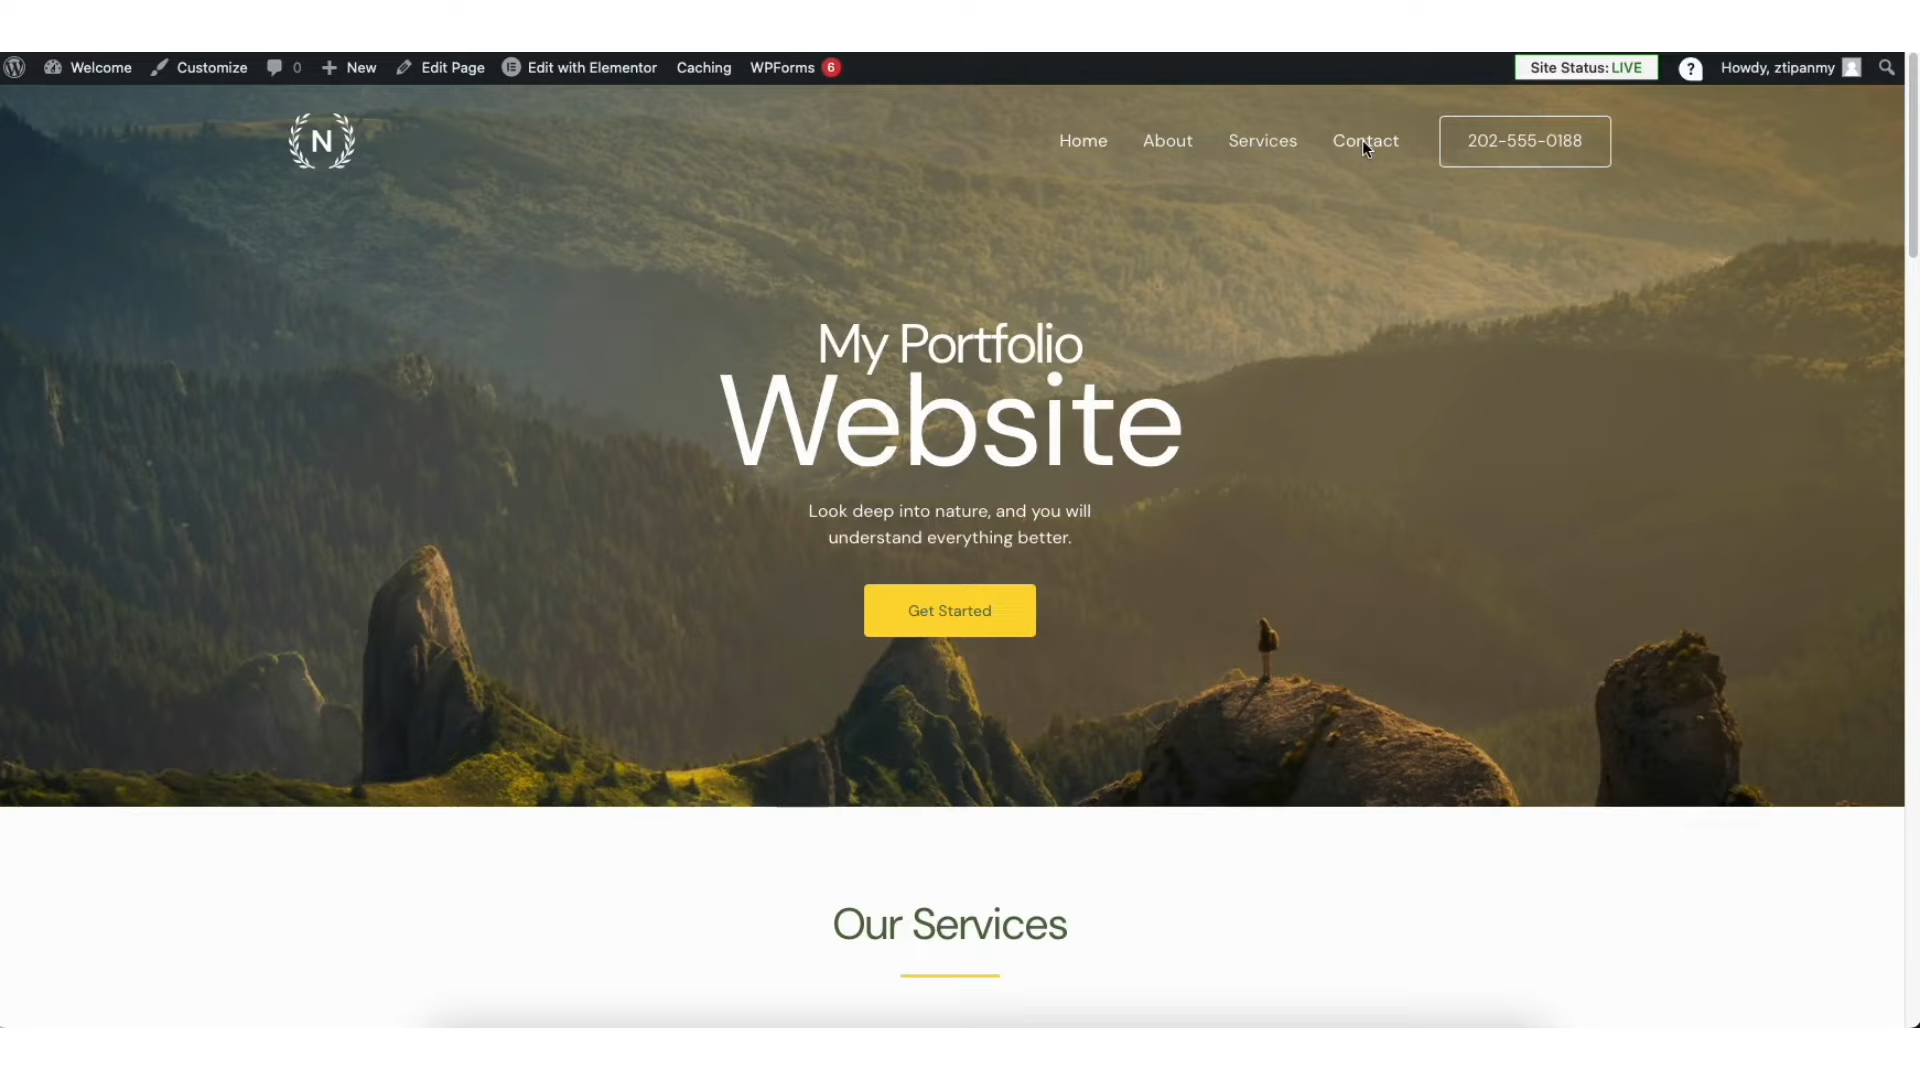 Welcome Customize 0 New Edit Page Edit with Elementor Caching WPForms 6 Site Status: LIVE ? Howdy, ztipanmy
N Home About Services Contact 202-555-0188
My Portfolio
Website
Look deep into nature, and you will
understand everything better.
Get Started
Our Services